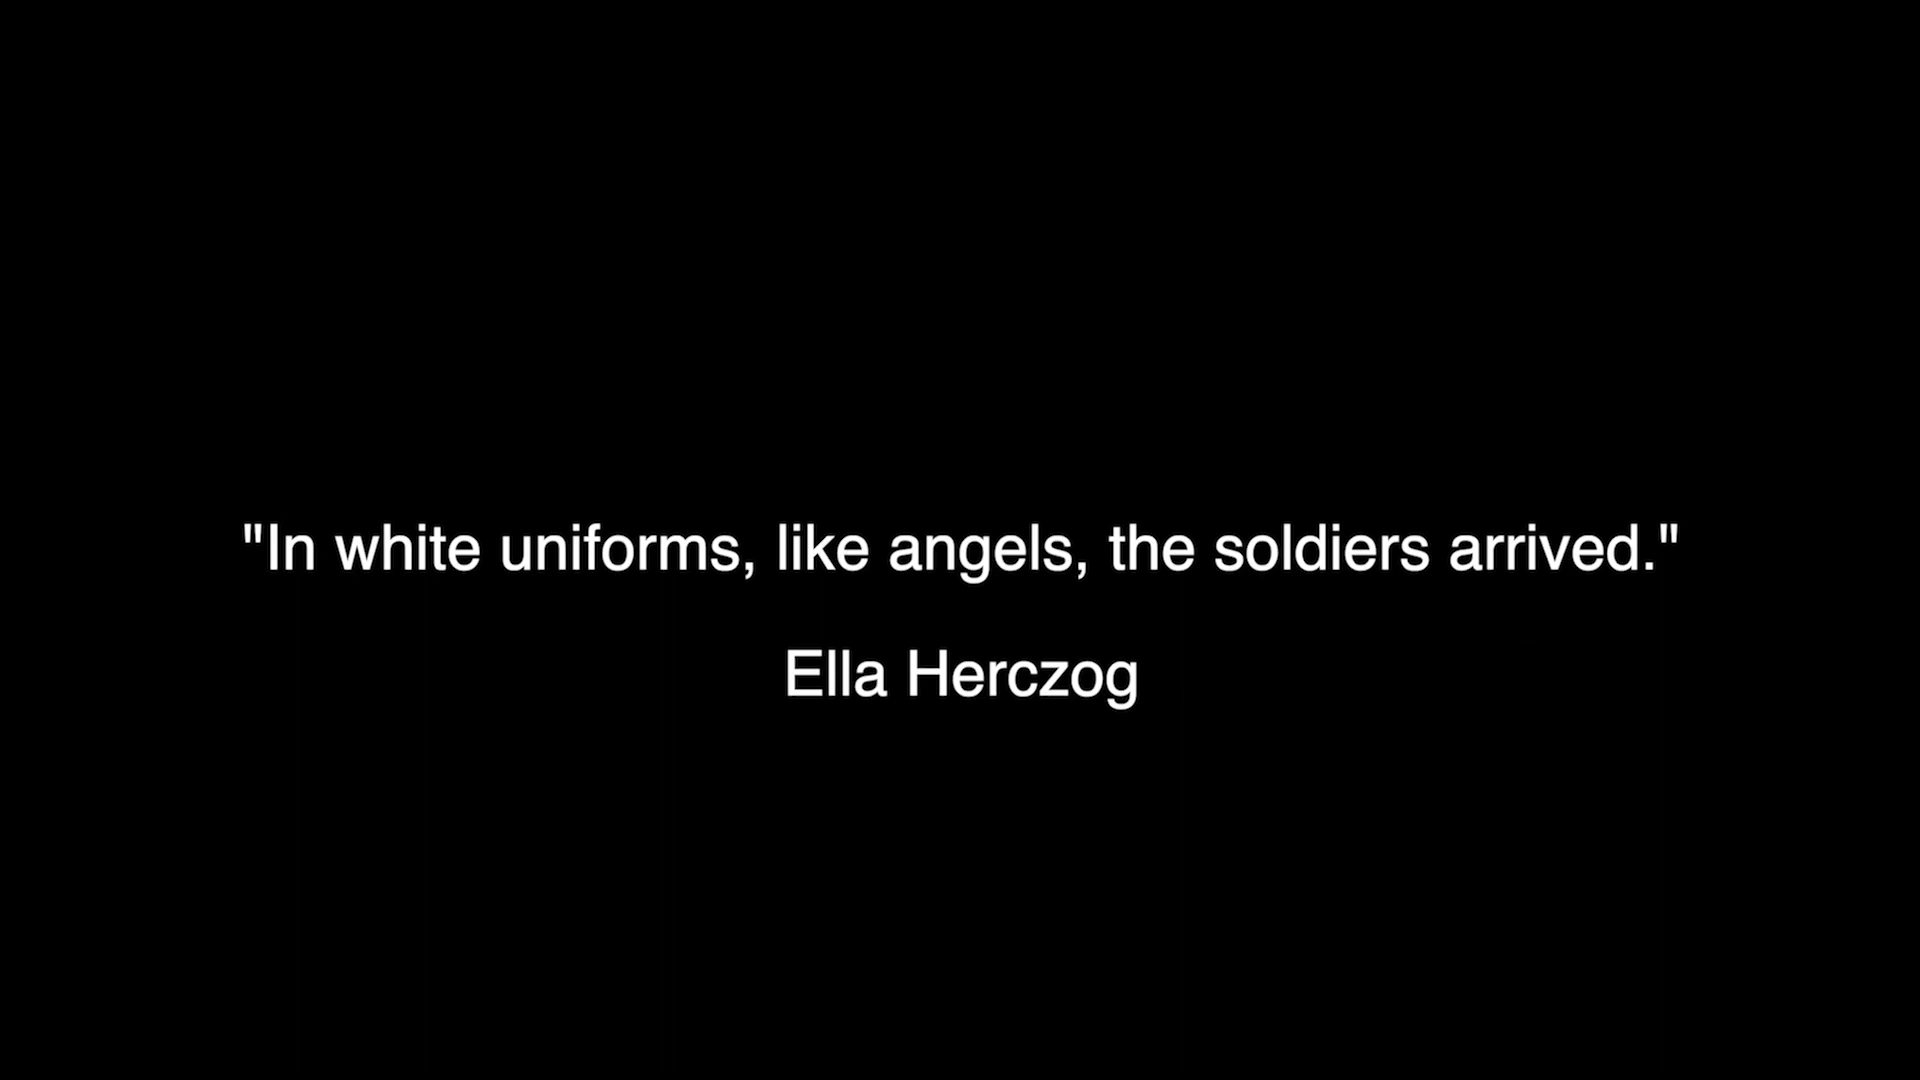 "In white uniforms, like angels, the soldiers arrived."
Ella Herczog